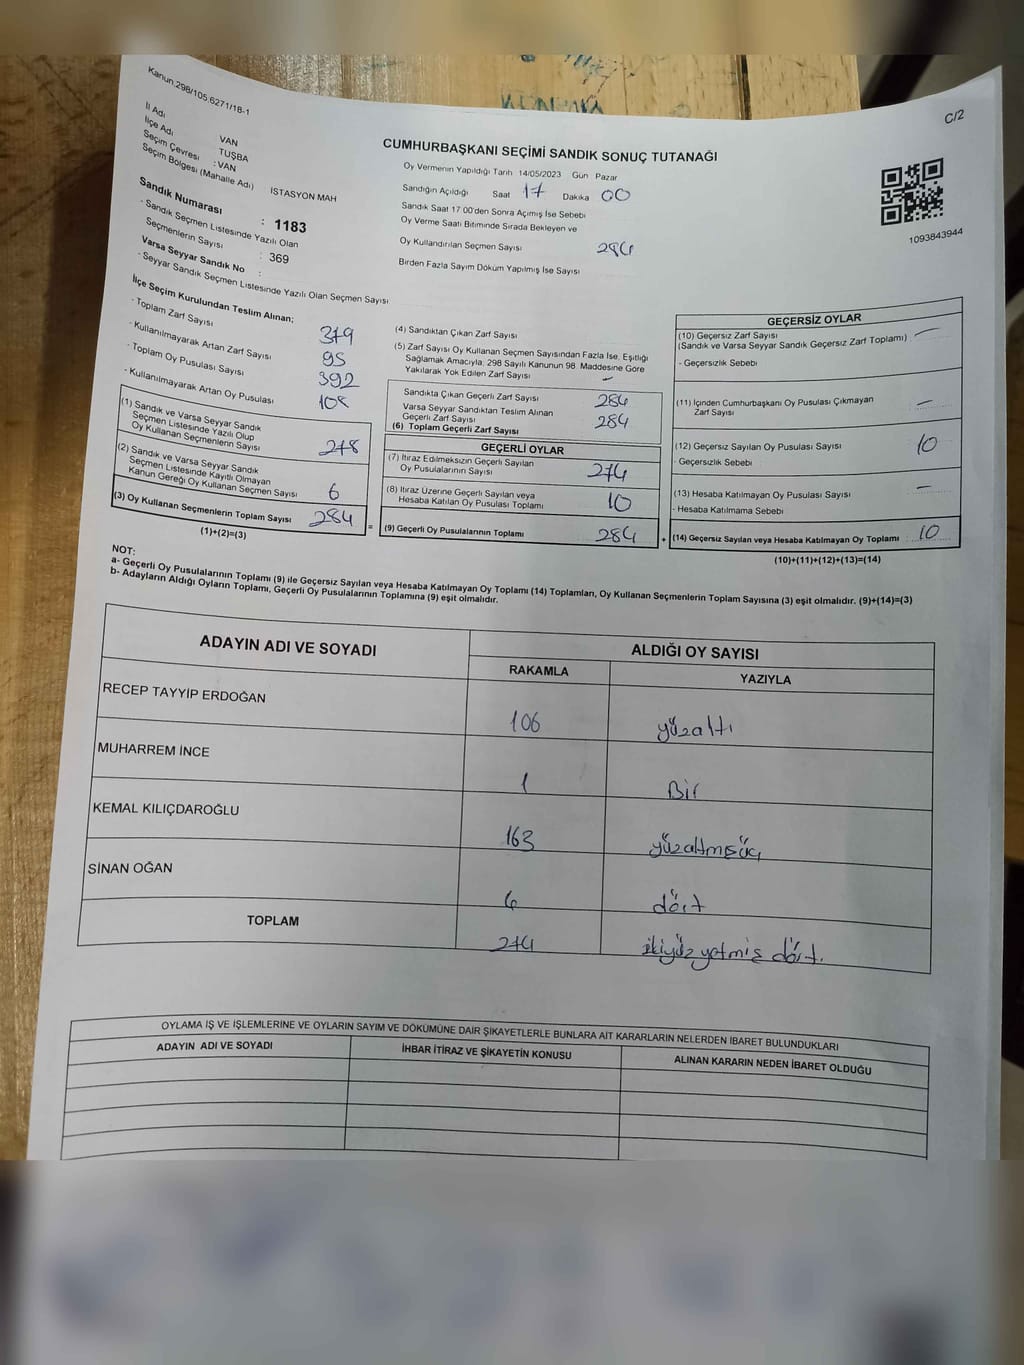 Kanun.298/105,6271/18-1
C/2
İl Adı VAN
İlçe Adı TUŞBA
Seçim Çevresi : VAN
Seçim Bölgesi (Mahalle Adı) İSTASYON MAH
Sandık Numarası : 1183
- Sandık Seçmen Listesinde Yazılı Olan
Seçmenlerin Sayısı : 369
Varsa Seyyar Sandık No :
- Seyyar Sandık Seçmen Listesinde Yazılı Olan Seçmen Sayısı
CUMHURBAŞKANI SEÇİMİ SANDIK SONUÇ TUTANAĞI
Oy Vermenin Yapıldığı Tarih 14/05/2023 Gün Pazar
Sandığın Açıldığı Saat 17 Dakika 00
Sandık Saat 17:00'den Sonra Açımış İse Sebebi
Oy Verme Saati Bitiminde Sırada Bekleyen ve
Oy Kullandırılan Seçmen Sayısı 284
Birden Fazla Sayım Döküm Yapılmış İse Sayısı
1093843944
İlçe Seçim Kurulundan Teslim Alınan;
- Toplam Zarf Sayısı 379
- Kullanılmayarak Artan Zarf Sayısı 95
- Toplam Oy Pusulası Sayısı 392
- Kullanılmayarak Artan Oy Pusulası 108
(1) Sandık ve Varsa Seyyar Sandık
Seçmen Listesinde Yazılı Olup
Oy Kullanan Seçmenlerin Sayısı 278
(2) Sandık ve Varsa Seyyar Sandık
Seçmen Listesinde Kayıtlı Olmayan
Kanun Gereği Oy Kullanan Seçmen Sayısı 6
(3) Oy Kullanan Seçmenlerin Toplam Sayısı 284
(1)+(2)=(3)
(4) Sandıktan Çıkan Zarf Sayısı
(5) Zarf Sayısı Oy Kullanan Seçmen Sayısından Fazla İse, Eşitliği
Sağlamak Amacıyla, 298 Sayılı Kanunun 98. Maddesine Göre
Yakılarak Yok Edilen Zarf Sayısı –
Sandıkta Çıkan Geçerli Zarf Sayısı 284
Varsa Seyyar Sandıktan Teslim Alınan
Geçerli Zarf Sayısı 284
(6) Toplam Geçerli Zarf Sayısı
GEÇERLİ OYLAR
(7) İtiraz Edilmeksizin Geçerli Sayılan
Oy Pusulalarının Sayısı 274
(8) İtiraz Üzerine Geçerli Sayılan veya
Hesaba Katılan Oy Pusulası Toplamı 10
= (9) Geçerli Oy Pusulalarının Toplamı 284
GEÇERSİZ OYLAR
(10) Geçersiz Zarf Sayısı
(Sandık ve Varsa Seyyar Sandık Geçersiz Zarf Toplamı) –
- Geçersizlik Sebebi
(11) İçinden Cumhurbaşkanı Oy Pusulası Çıkmayan
Zarf Sayısı –
(12) Geçersiz Sayılan Oy Pusulası Sayısı 10
- Geçersizlik Sebebi
(13) Hesaba Katılmayan Oy Pusulası Sayısı –
- Hesaba Katılmama Sebebi
+ (14) Geçersiz Sayılan veya Hesaba Katılmayan Oy Toplamı : 10
(10)+(11)+(12)+(13)=(14)
NOT:
a- Geçerli Oy Pusulalarının Toplamı (9) ile Geçersiz Sayılan veya Hesaba Katılmayan Oy Toplamı (14) Toplamları, Oy Kullanan Seçmenlerin Toplam Sayısına (3) eşit olmalıdır. (9)+(14)=(3)
b- Adayların Aldığı Oyların Toplamı, Geçerli Oy Pusulalarının Toplamına (9) eşit olmalıdır.
ADAYIN ADI VE SOYADI ALDIĞI OY SAYISI
RAKAMLA YAZIYLA
RECEP TAYYİP ERDOĞAN 106 yüzaltı
MUHARREM İNCE 1 Bir
KEMAL KILIÇDAROĞLU 163 yüzaltmışüç
SİNAN OĞAN 4 dört
TOPLAM 274 ikiyüz yetmiş dört.
OYLAMA İŞ VE İŞLEMLERİNE VE OYLARIN SAYIM VE DÖKÜMÜNE DAİR ŞİKAYETLERLE BUNLARA AİT KARARLARIN NELERDEN İBARET BULUNDUKLARI
ADAYIN ADI VE SOYADI İHBAR İTİRAZ VE ŞİKAYETİN KONUSU ALINAN KARARIN NEDEN İBARET OLDUĞU